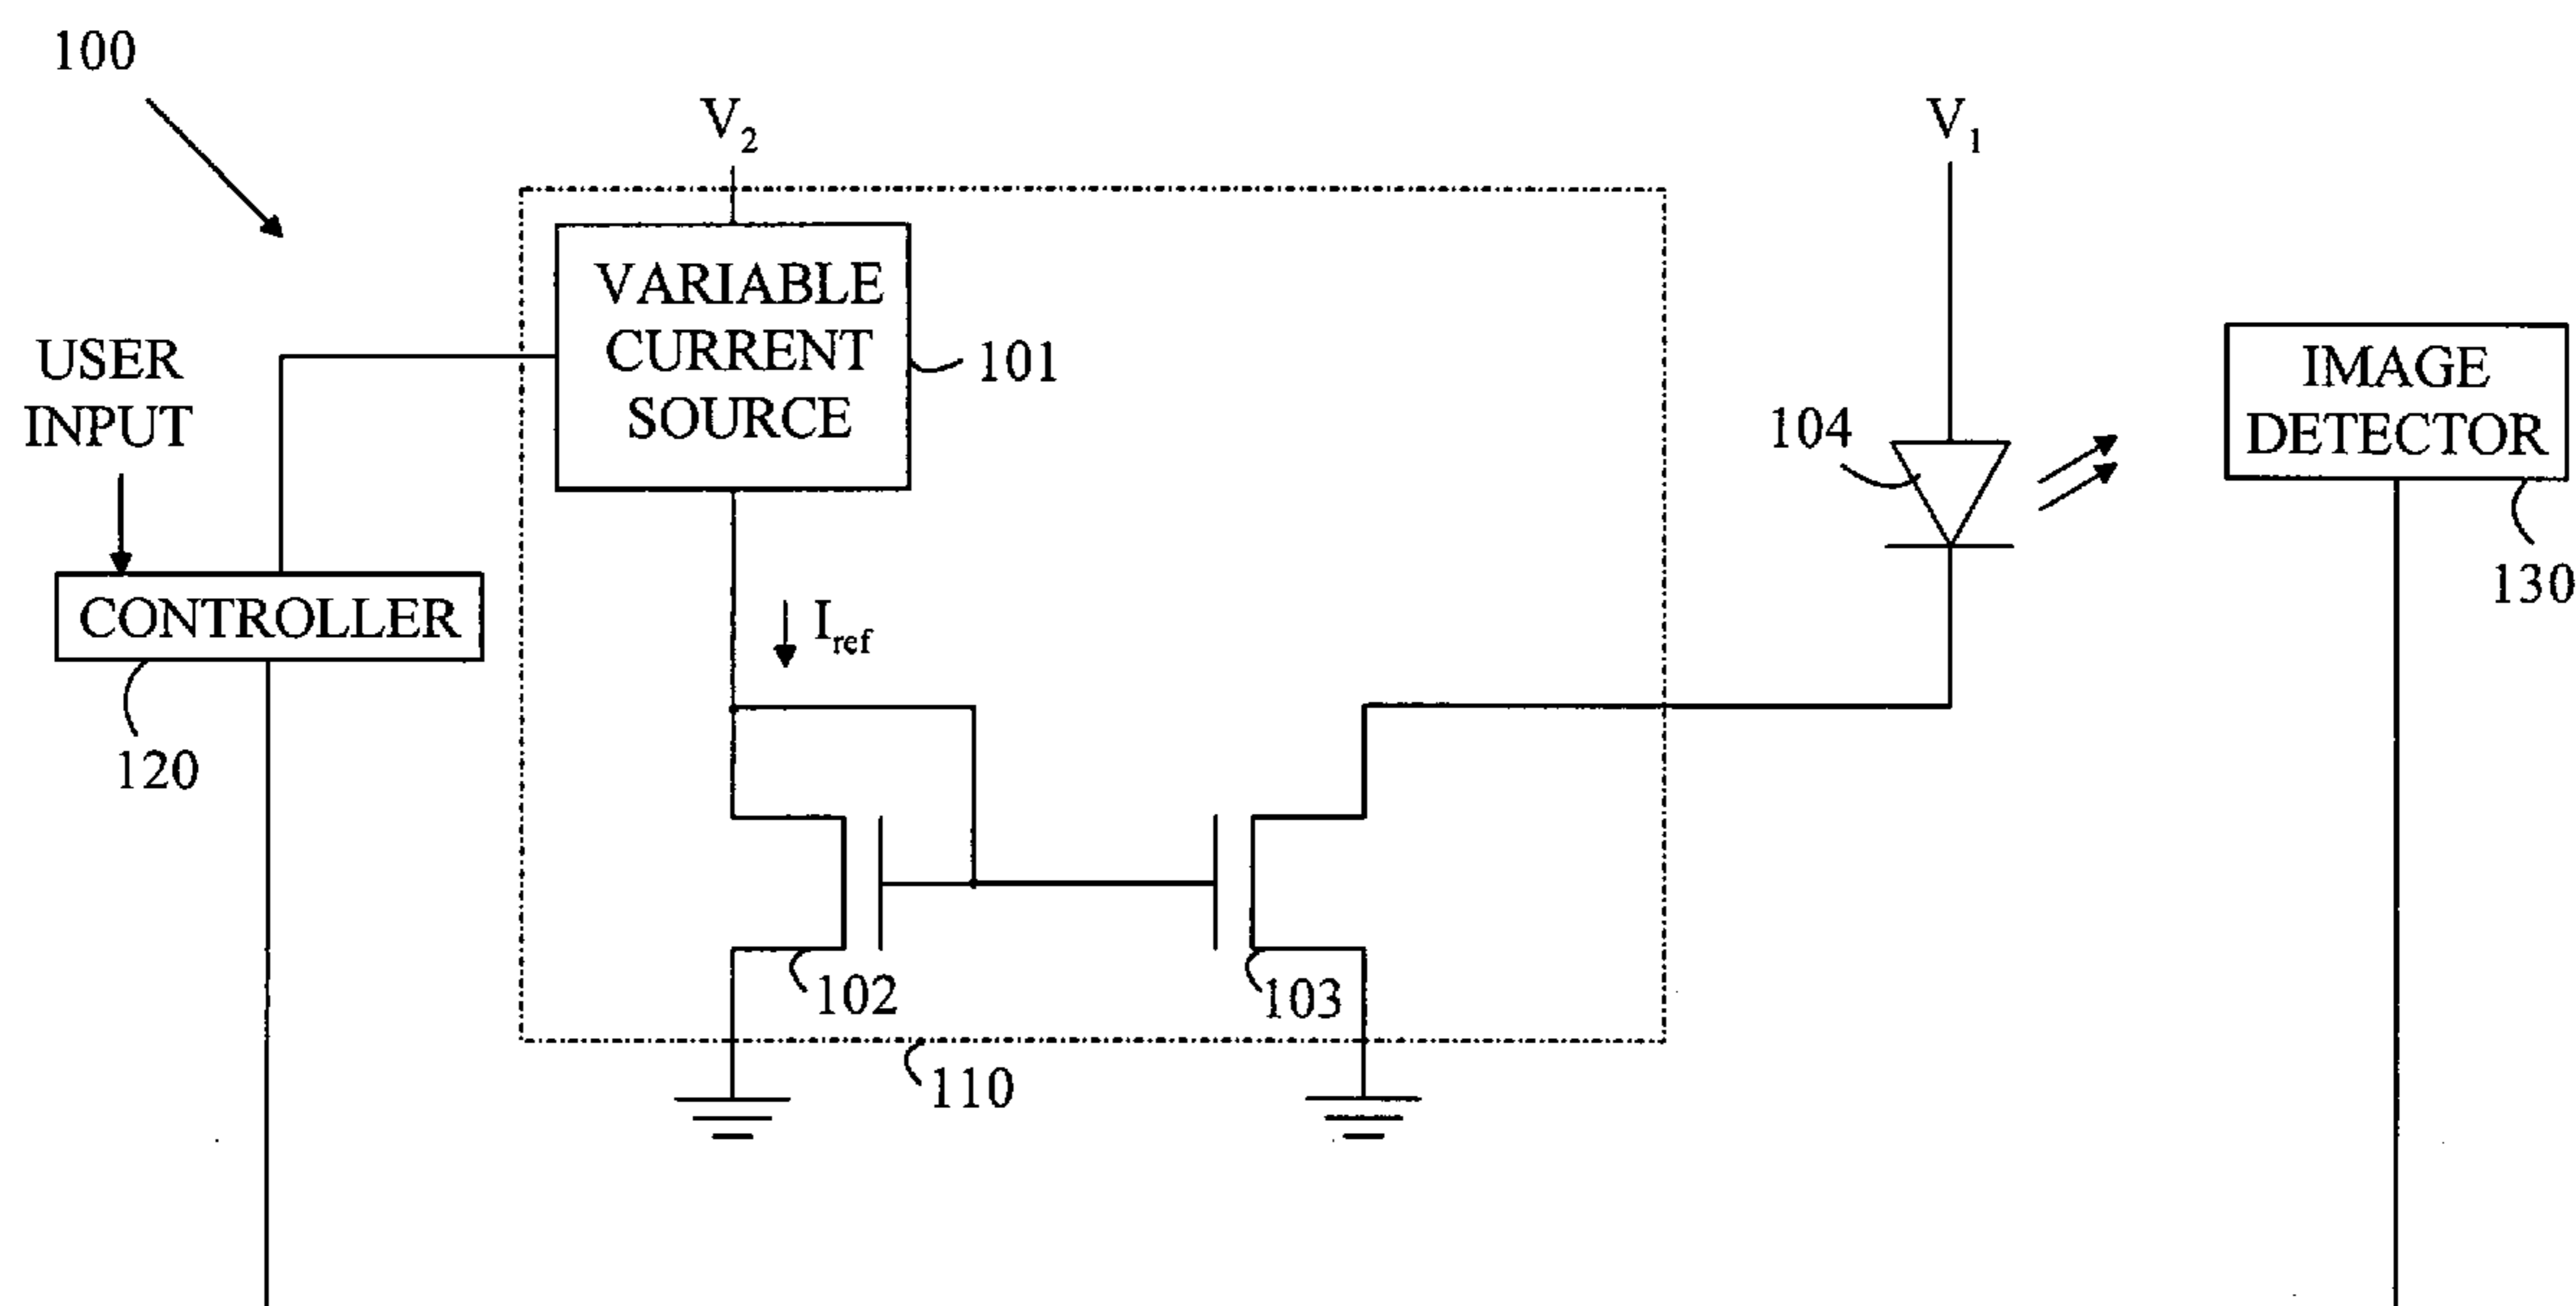 100
V2
V1
VARIABLE
CURRENT
SOURCE
101
USER
INPUT
104
IMAGE
DETECTOR
130
CONTROLLER
120
Iref
102
103
110